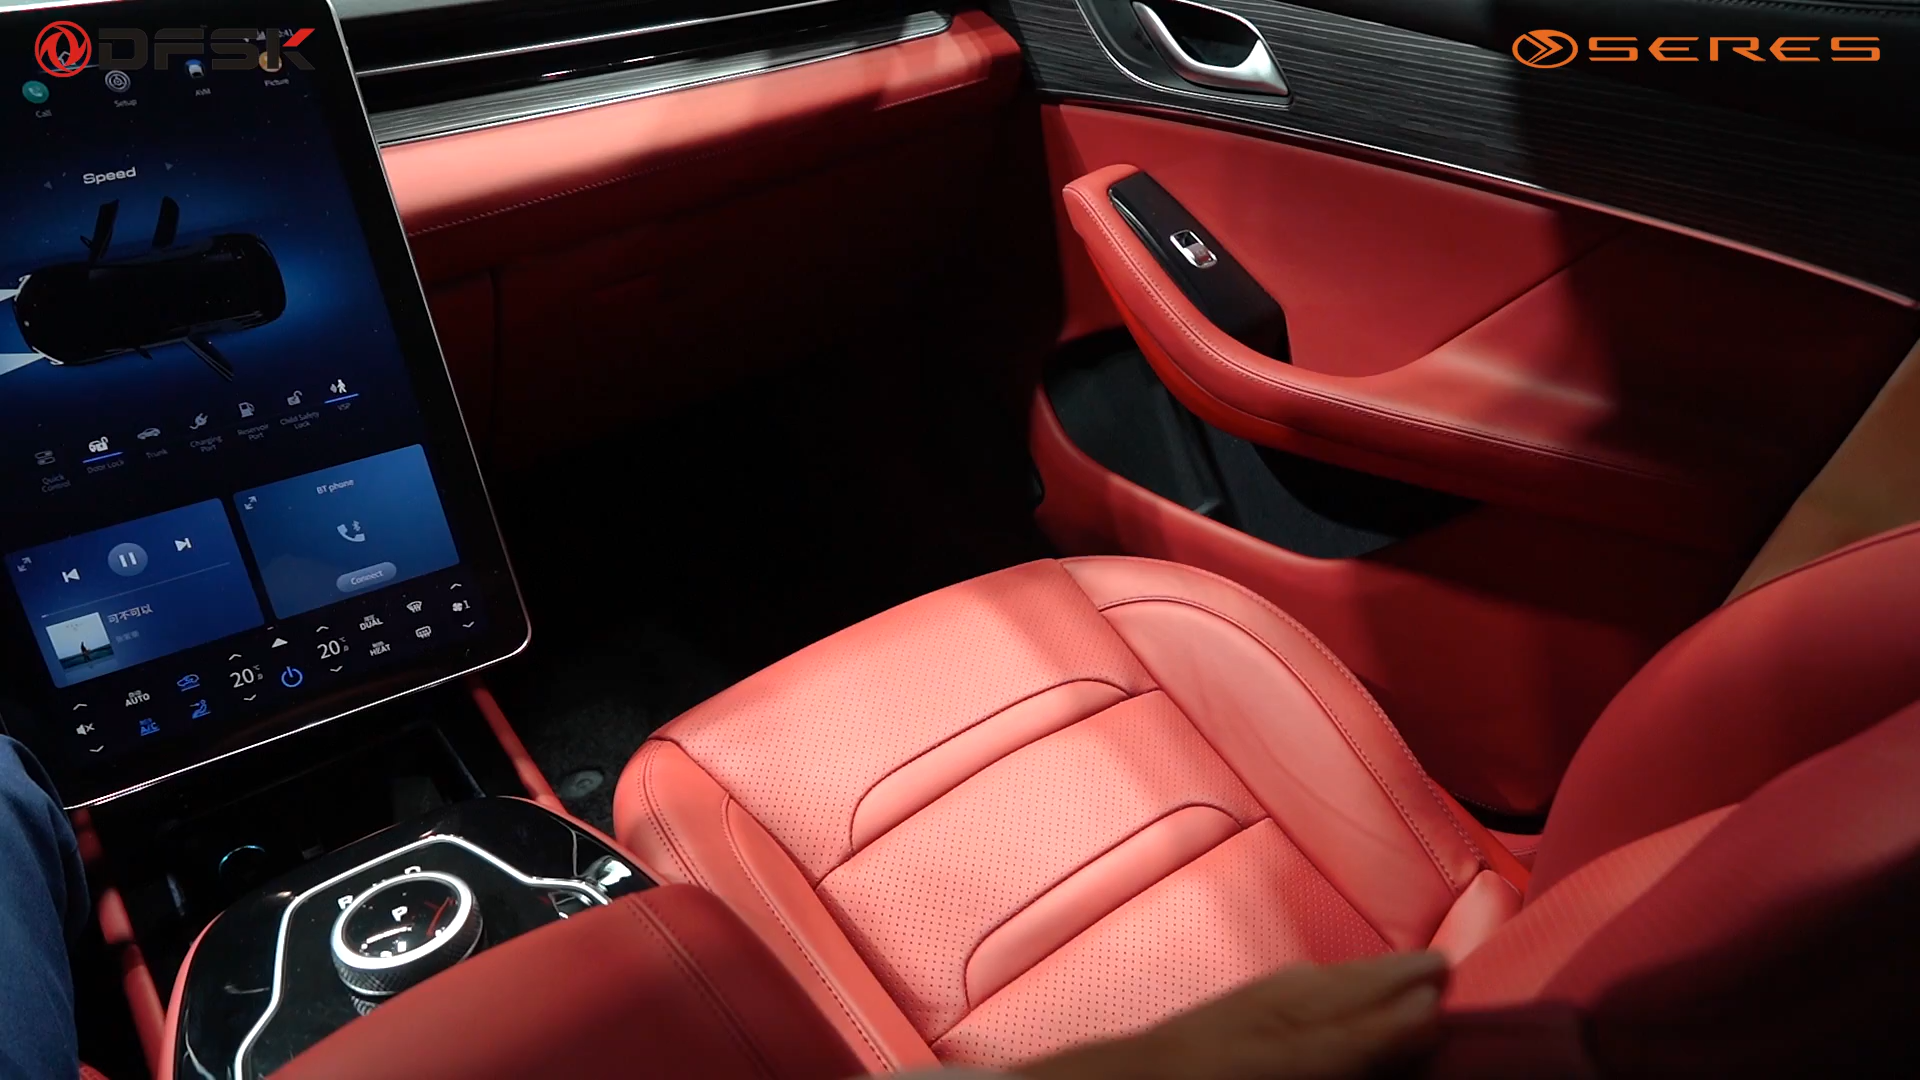 DFSK
SERES
Call
Setup
AVM
Picture
Speed
Quick
Control
Door Lock
Trunk
Charging
Port
Reservoir
Port
Child Safety
Lock
VSP
BT phone
Connect
可不可以
AUTO
A/C
20
20
DUAL
HEAT
1
R N D
P